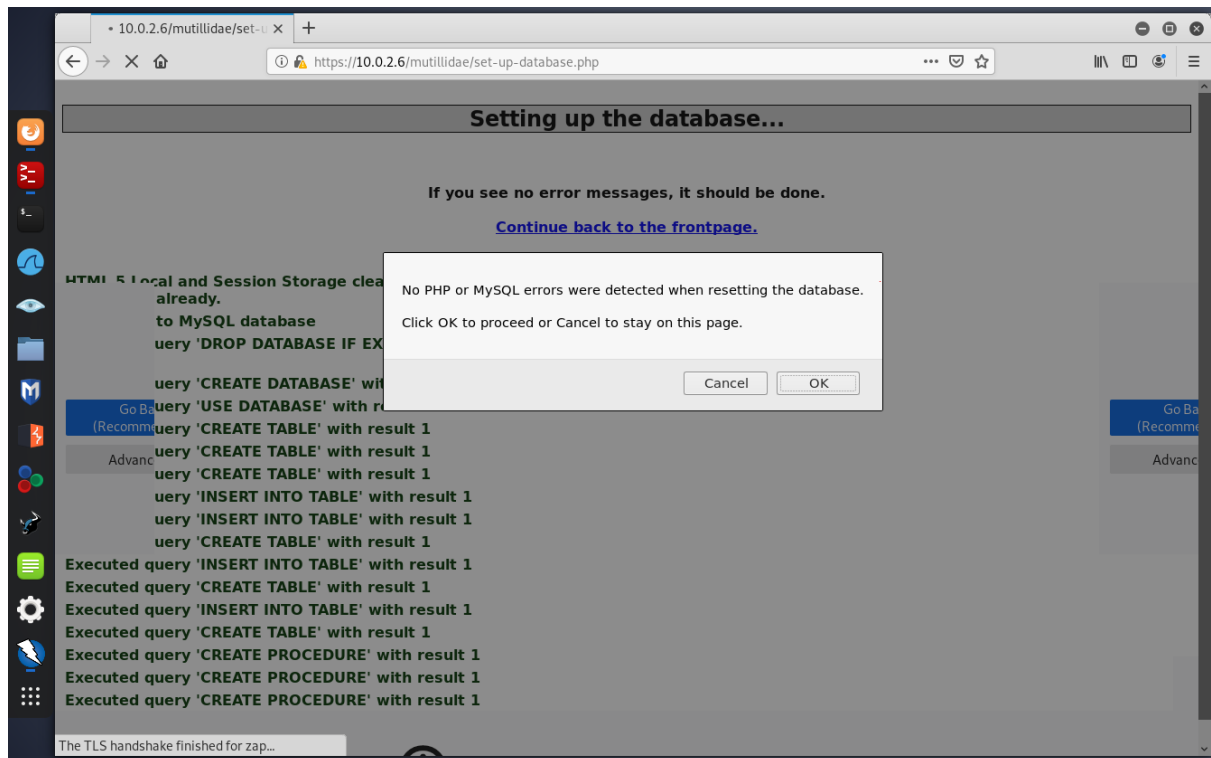 • 10.0.2.6/mutillidae/set-u
https://10.0.2.6/mutillidae/set-up-database.php
Setting up the database...
If you see no error messages, it should be done.
Continue back to the frontpage.
HTML 5 Local and Session Storage clea
already.
to MySQL database
uery 'DROP DATABASE IF EX
uery 'CREATE DATABASE' wit
uery 'USE DATABASE' with re
uery 'CREATE TABLE' with result 1
uery 'CREATE TABLE' with result 1
uery 'CREATE TABLE' with result 1
uery 'INSERT INTO TABLE' with result 1
uery 'INSERT INTO TABLE' with result 1
uery 'CREATE TABLE' with result 1
Executed query 'INSERT INTO TABLE' with result 1
Executed query 'CREATE TABLE' with result 1
Executed query 'INSERT INTO TABLE' with result 1
Executed query 'CREATE TABLE' with result 1
Executed query 'CREATE PROCEDURE' with result 1
Executed query 'CREATE PROCEDURE' with result 1
Executed query 'CREATE PROCEDURE' with result 1
No PHP or MySQL errors were detected when resetting the database.
Click OK to proceed or Cancel to stay on this page.
Cancel OK
Go Ba
(Recomme
Advanc
Go Ba
(Recomme
Advanc
The TLS handshake finished for zap...